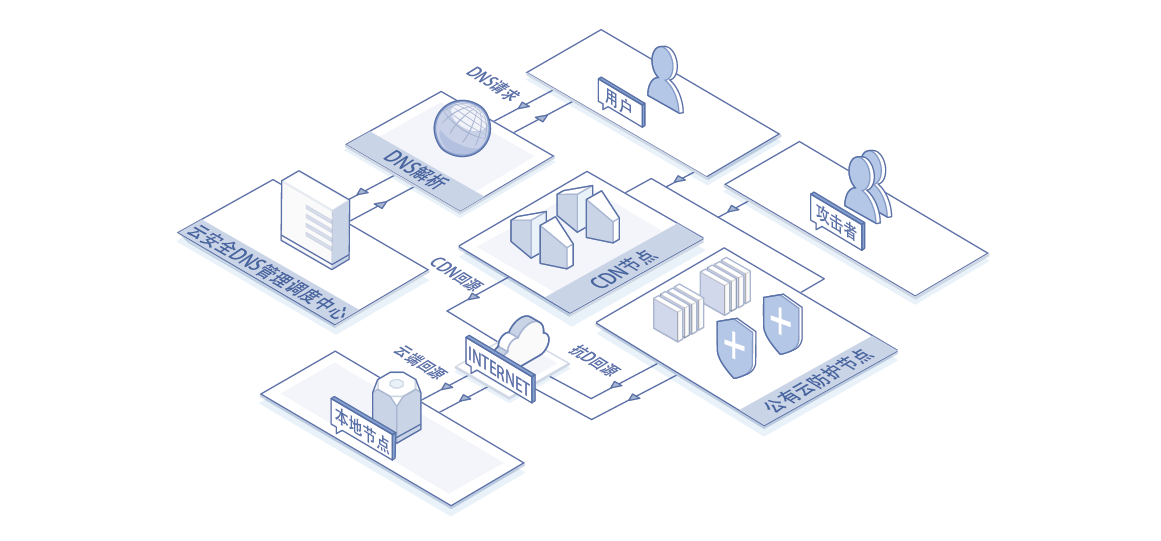 DNS请求
用户
DNS解析
攻击者
云安全DNS管理调度中心
CDN节点
CDN回源
INTERNET
抗D回源
云端回源
公有云防护节点
本地节点